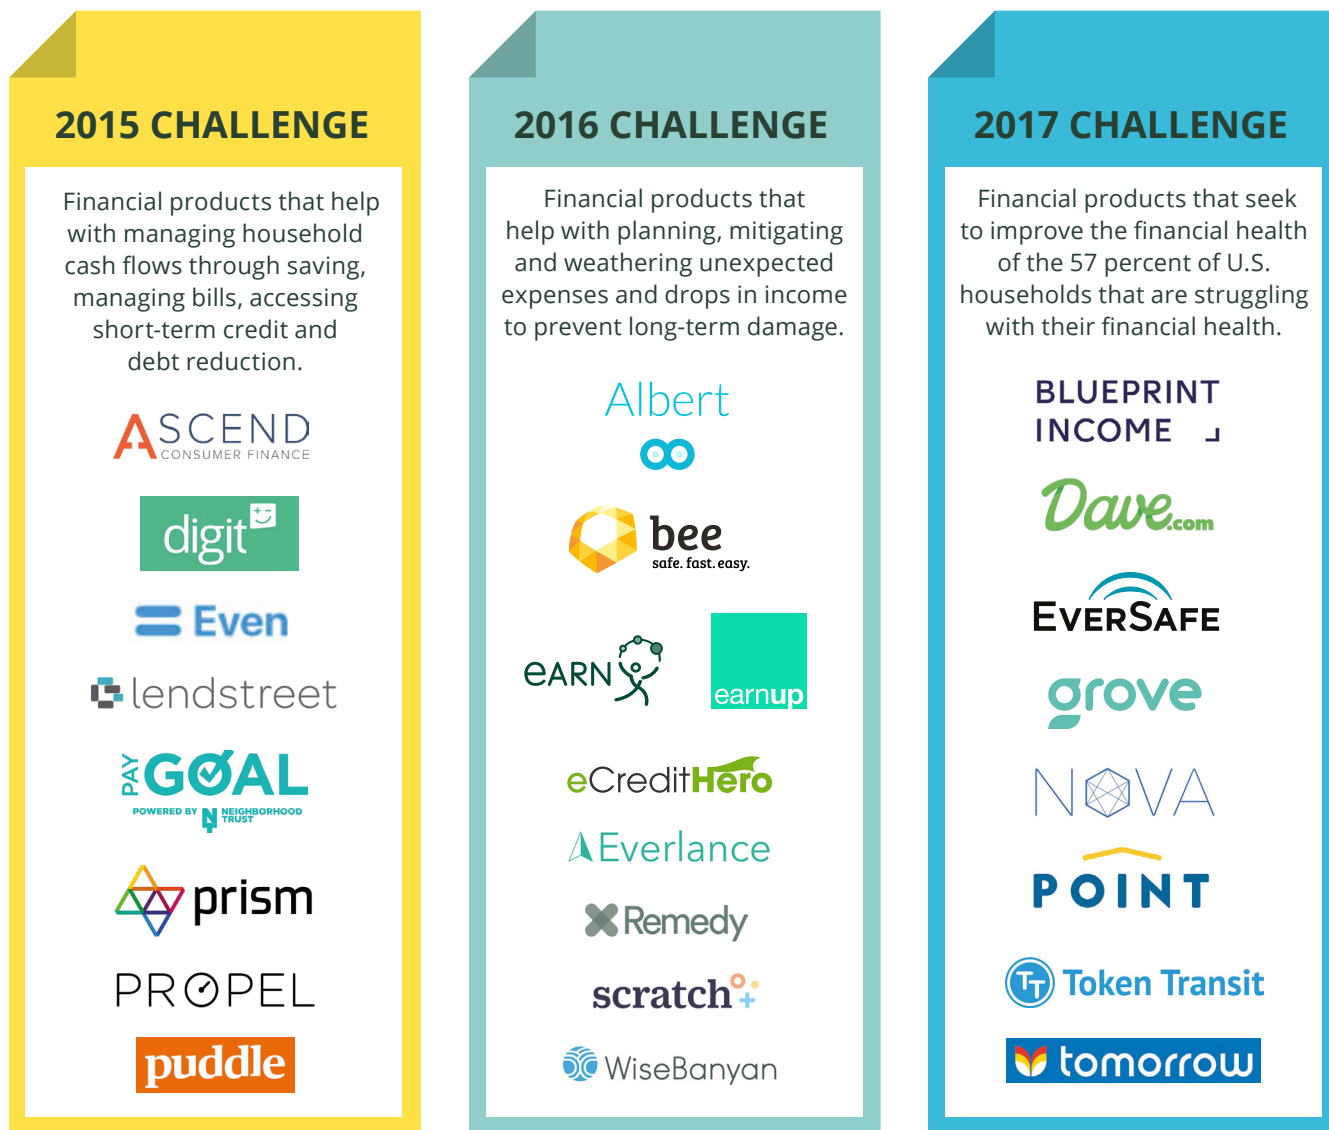 2015 CHALLENGE
Financial products that help
with managing household
cash flows through saving,
managing bills, accessing
short-term credit and
debt reduction.
ASCEND
CONSUMER FINANCE
digit
Even
lendstreet
PAY
GOAL
POWERED BY
NEIGHBORHOOD
TRUST
prism
PROPEL
puddle
2016 CHALLENGE
Financial products that
help with planning, mitigating
and weathering unexpected
expenses and drops in income
to prevent long-term damage.
Albert
bee
safe. fast. easy.
eARN
earnup
eCreditHero
Everlance
Remedy
scratch
WiseBanyan
2017 CHALLENGE
Financial products that seek
to improve the financial health
of the 57 percent of U.S.
households that are struggling
with their financial health.
BLUEPRINT
INCOME
Dave.com
EVERSAFE
grove
NOVA
POINT
TT Token Transit
tomorrow